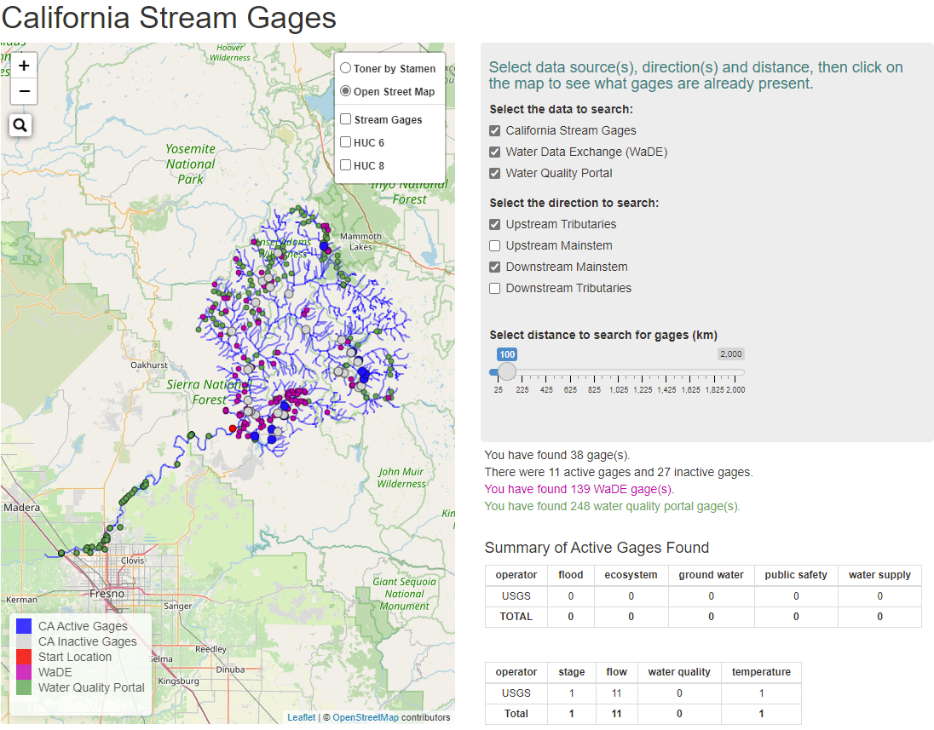 California Stream Gages
Hoover
Wilderness
+
−
Toner by Stamen
Open Street Map
Stream Gages
HUC 6
HUC 8
Yosemite
National
Park
Inyo National
Forest
Mammoth
Lakes
Oakhurst
Sierra Nation
Forest
John Muir
Wilderness
Madera
Kin
Clovis
Fresno
Giant Sequoia
National
Monument
Kerman
Sanger
Reedley
elma
Dinuba
Kingsburg
CA Active Gages
CA Inactive Gages
Start Location
WaDE
Water Quality Portal
Leaflet | © OpenStreetMap contributors
Select data source(s), direction(s) and distance, then click on
the map to see what gages are already present.
Select the data to search:
California Stream Gages
Water Data Exchange (WaDE)
Water Quality Portal
Select the direction to search:
Upstream Tributaries
Upstream Mainstem
Downstream Mainstem
Downstream Tributaries
Select distance to search for gages (km)
100 2,000
25 225 425 625 825 1,025 1,225 1,425 1,625 1,825 2,000
You have found 38 gage(s).
There were 11 active gages and 27 inactive gages.
You have found 139 WaDE gage(s).
You have found 248 water quality portal gage(s).
Summary of Active Gages Found
operator flood ecosystem ground water public safety water supply
USGS 0 0 0 0 0
TOTAL 0 0 0 0 0
operator stage flow water quality temperature
USGS 1 11 0 1
Total 1 11 0 1